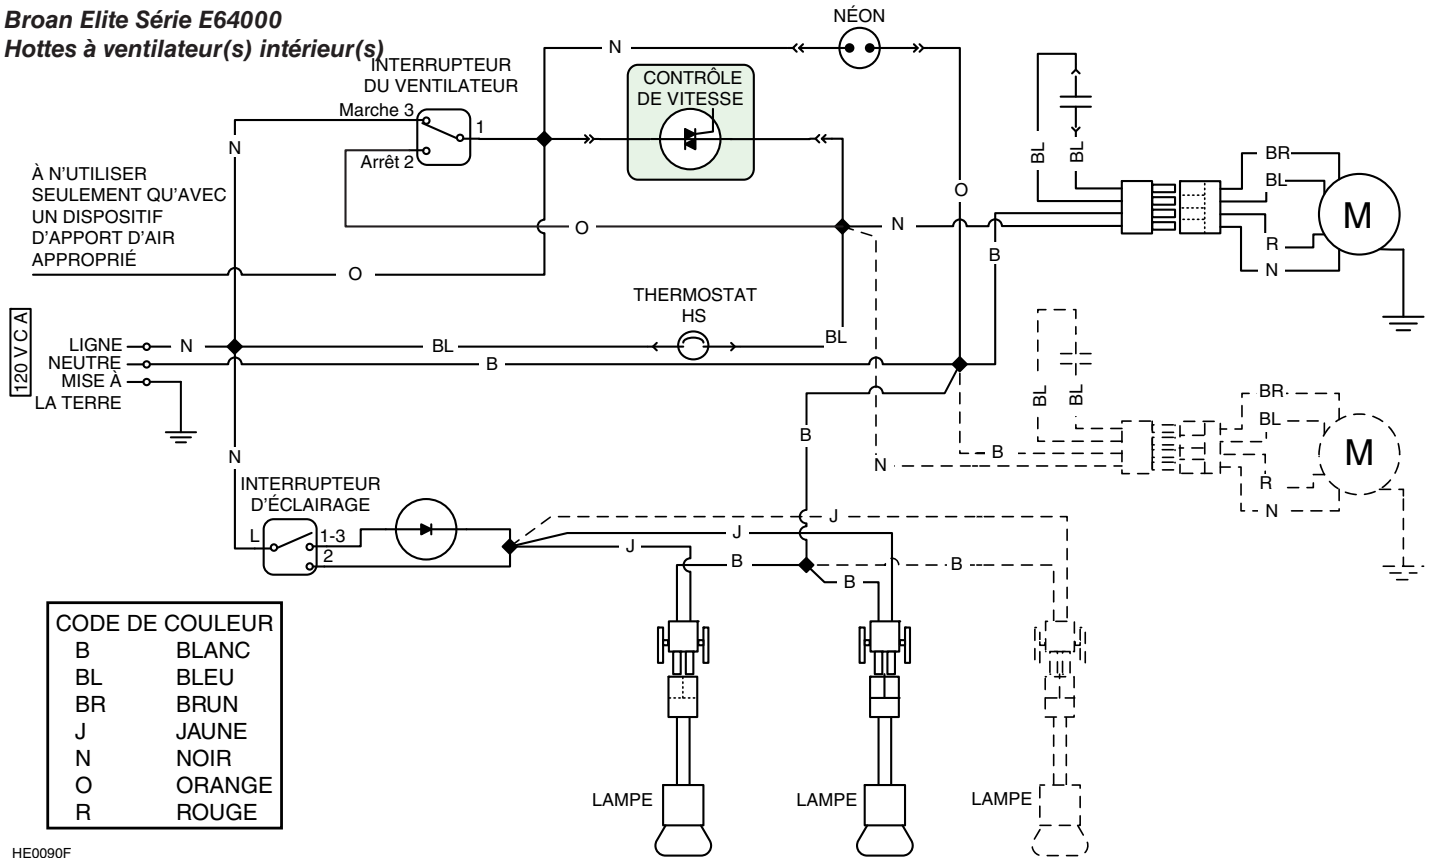 Broan Elite Série E64000
Hottes à ventilateur(s) intérieur(s)
NÉON
N
INTERRUPTEUR
DU VENTILATEUR
CONTRÔLE
DE VITESSE
Marche 3
1
Arrêt 2
N
BL
BL
BR
BL
M
R
N
À N'UTILISER
SEULEMENT QU'AVEC
UN DISPOSITIF
D'APPORT D'AIR
APPROPRIÉ
O
O
N
O
B
THERMOSTAT
HS
120 V C A
LIGNE
N
BL
BL
NEUTRE
B
MISE À
LA TERRE
BL
BL
BR
BL
M
R
N
B
B
N
N
INTERRUPTEUR
D'ÉCLAIRAGE
L
1-3
2
J
J
J
B
B
B
CODE DE COULEUR
B BLANC
BL BLEU
BR BRUN
J JAUNE
N NOIR
O ORANGE
R ROUGE
LAMPE
LAMPE
LAMPE
HE0090F